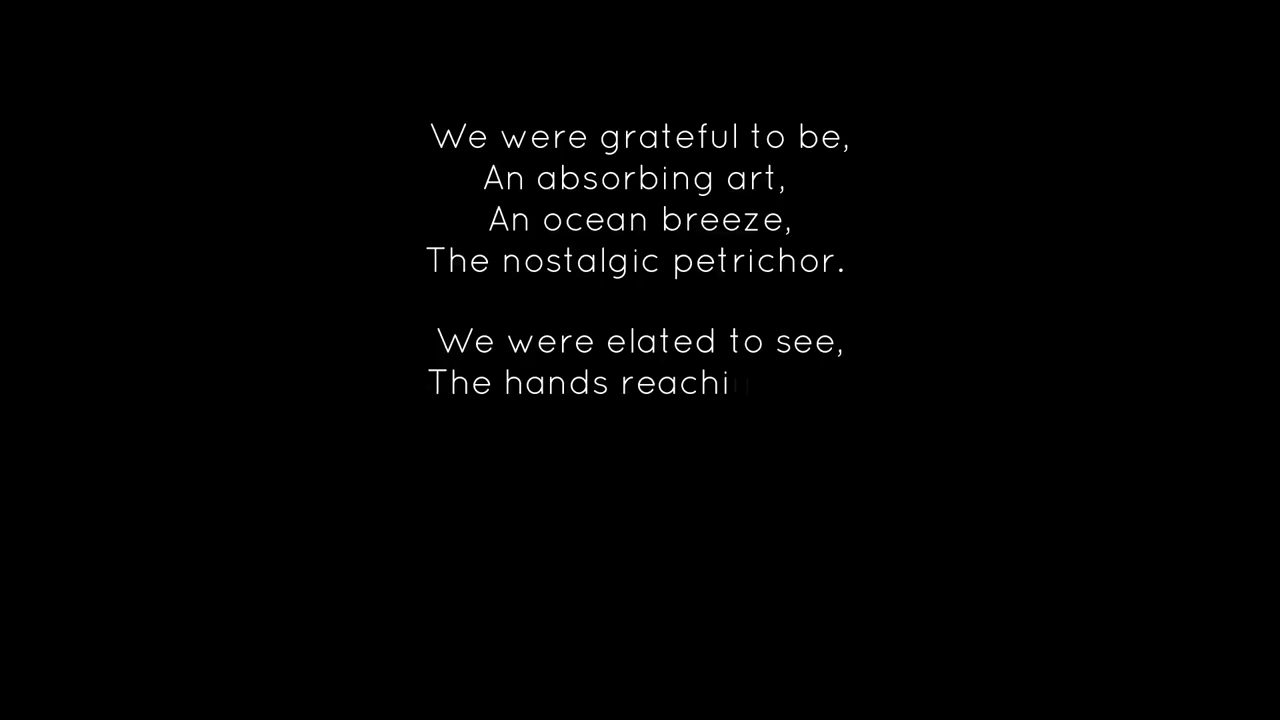 We were grateful to be,
An absorbing art,
An ocean breeze,
The nostalgic petrichor.
We were elated to see,
The hands reachi